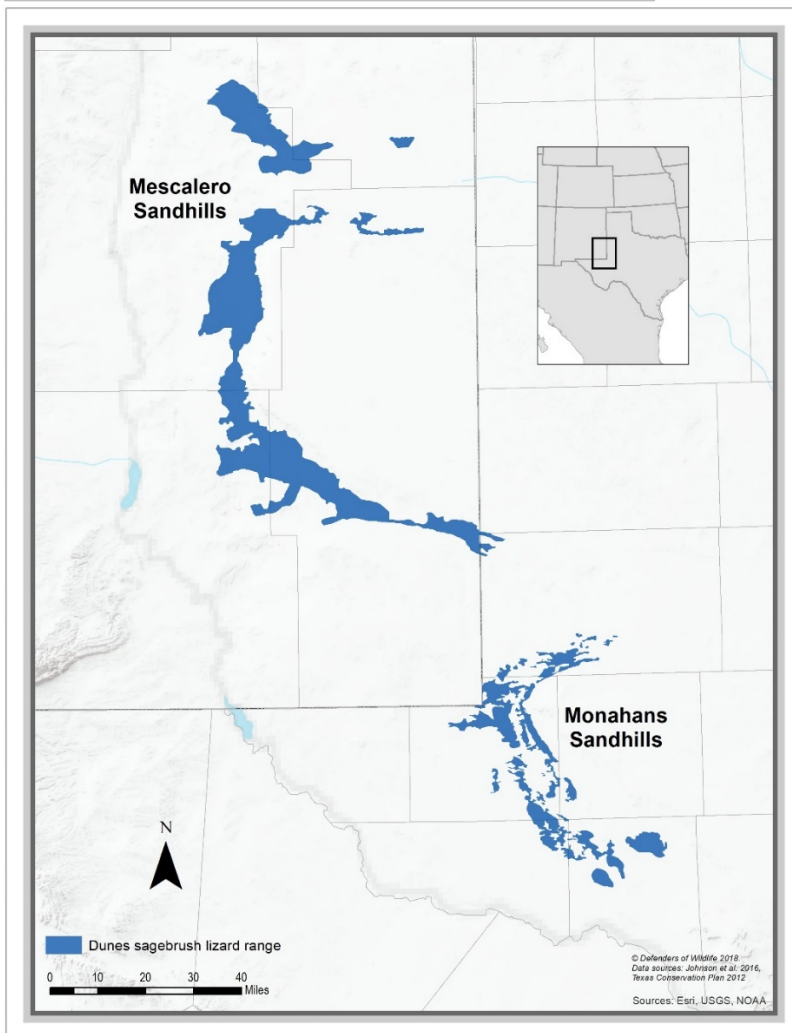 Mescalero
Sandhills
Monahans
Sandhills
N
Dunes sagebrush lizard range
0 10 20 30 40
Miles
© Defenders of Wildlife 2018.
Data sources: Johnson et al. 2016,
Texas Conservation Plan 2012
Sources: Esri, USGS, NOAA